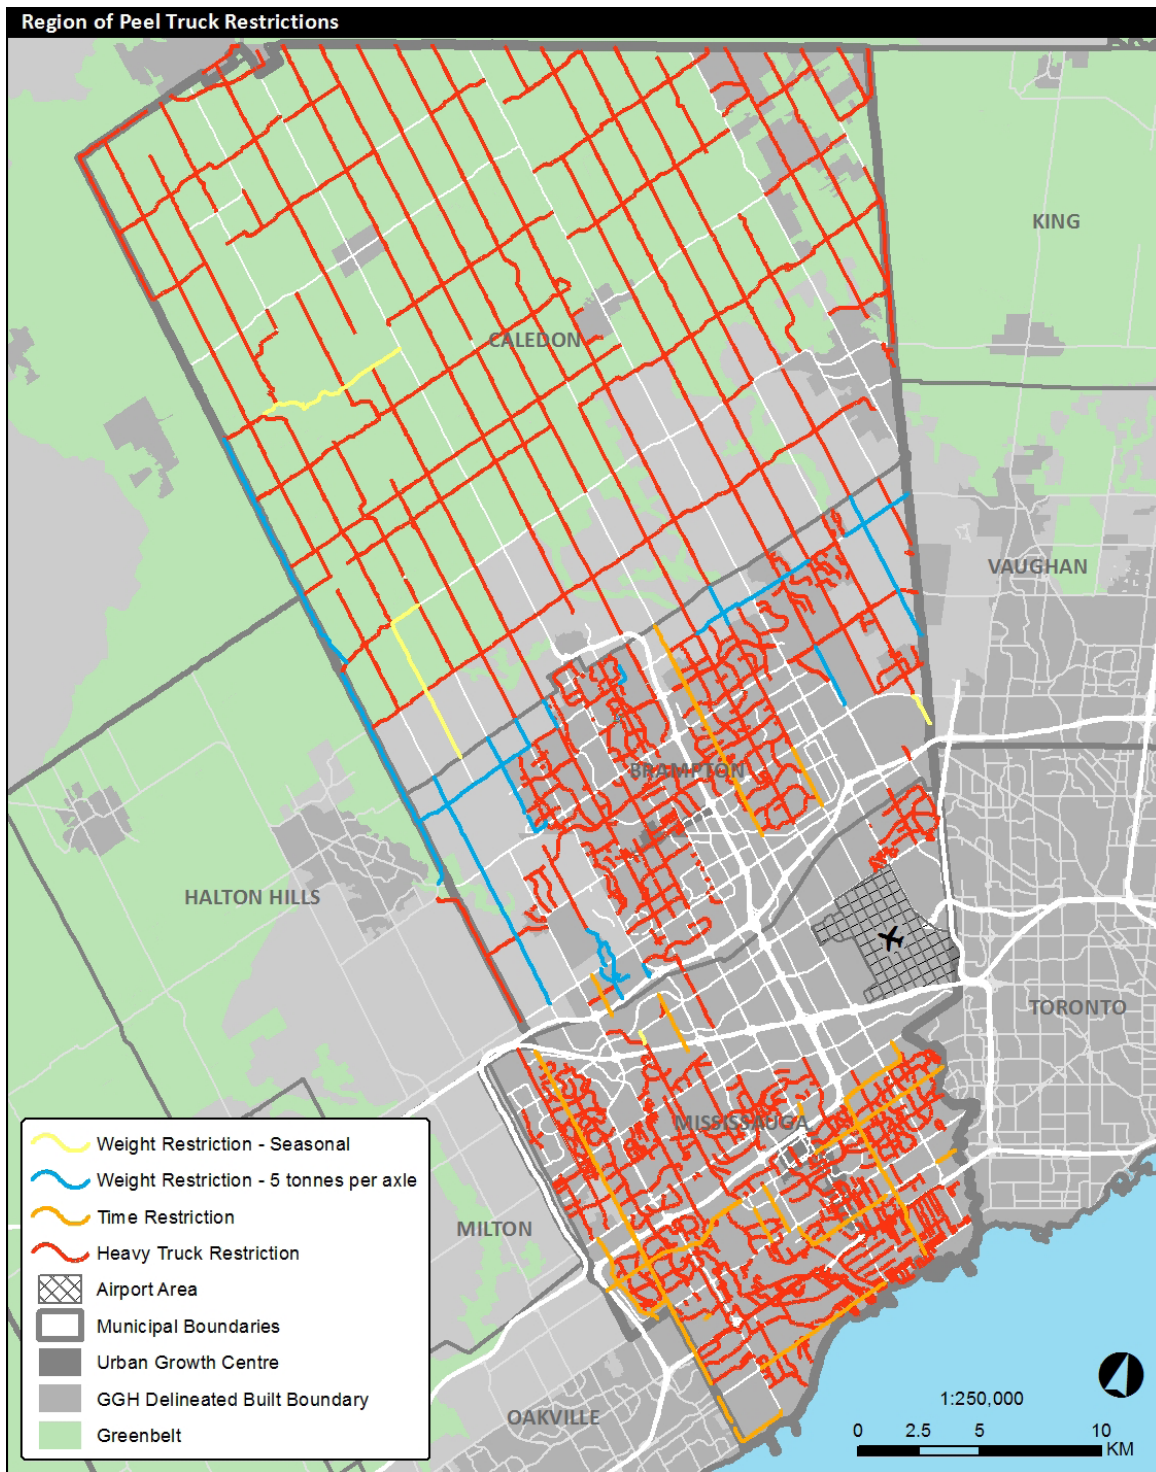 Region of Peel Truck Restrictions
KING
CALEDON
VAUGHAN
BRAMPTON
HALTON HILLS
TORONTO
MISSISSAUGA
MILTON
OAKVILLE
Weight Restriction - Seasonal
Weight Restriction - 5 tonnes per axle
Time Restriction
Heavy Truck Restriction
Airport Area
Municipal Boundaries
Urban Growth Centre
GGH Delineated Built Boundary
Greenbelt
1:250,000
0 2.5 5 10
KM